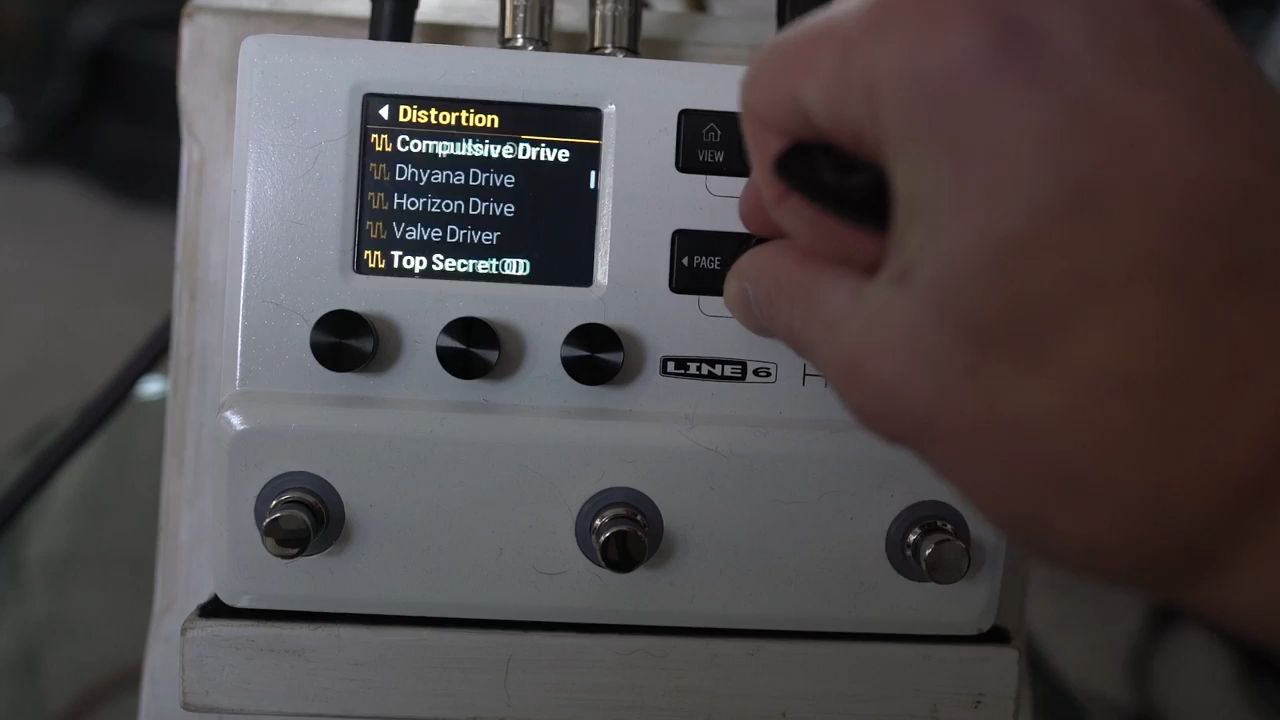 Distortion
Compulsive Drive
Dhyana Drive
Horizon Drive
Valve Driver
Top Secret OD
VIEW
PAGE
LINE 6
H